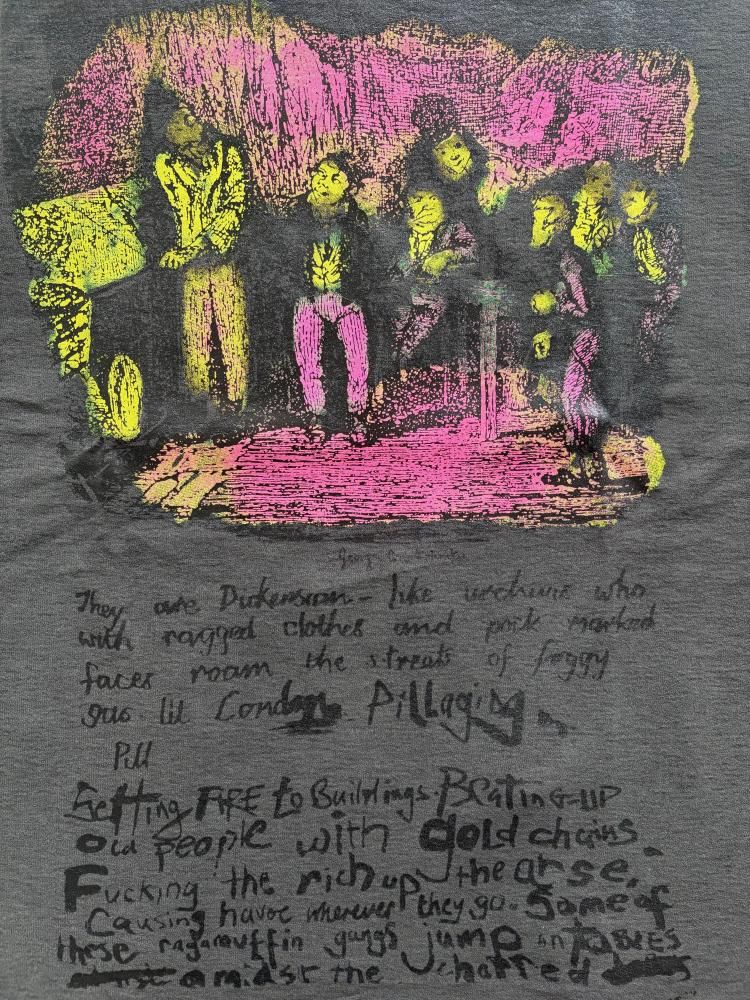 They are Dickensian - like urchins who
with ragged clothes and pock marked
faces roam the streets of foggy
gas lit London Pillaging
Pill
Setting FiRE to Buildings - BEatinG-UP
Old people with gold chains.
Fucking the rich up the arse.
Causing havoc wherever they go. Some of
these ragamuffin gangs jump on TaBLES
amidst the charred